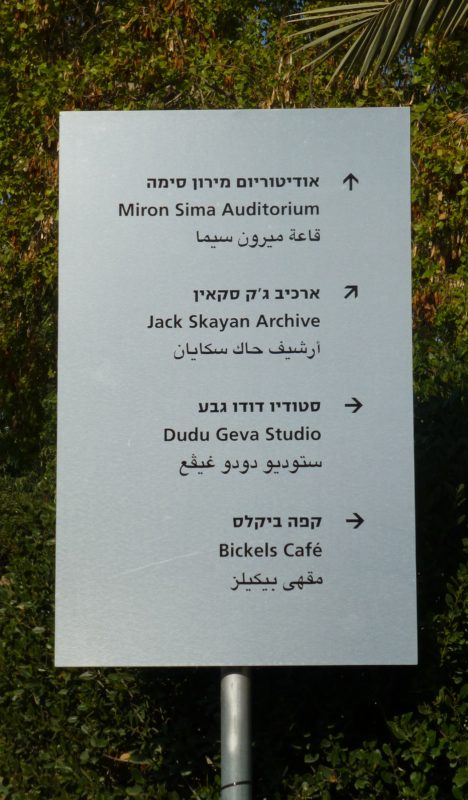 אודיטוריום מירון סימה ↑
Miron Sima Auditorium
قاعة ميرون سيما
ארכיב ג'ק סקאין ↗
Jack Skayan Archive
أرشيف حاك سكايان
סטודיו דודו גבע →
Dudu Geva Studio
ستوديو دودو غيڤع
קפה ביקלס →
Bickels Café
مقهى بيكيلز